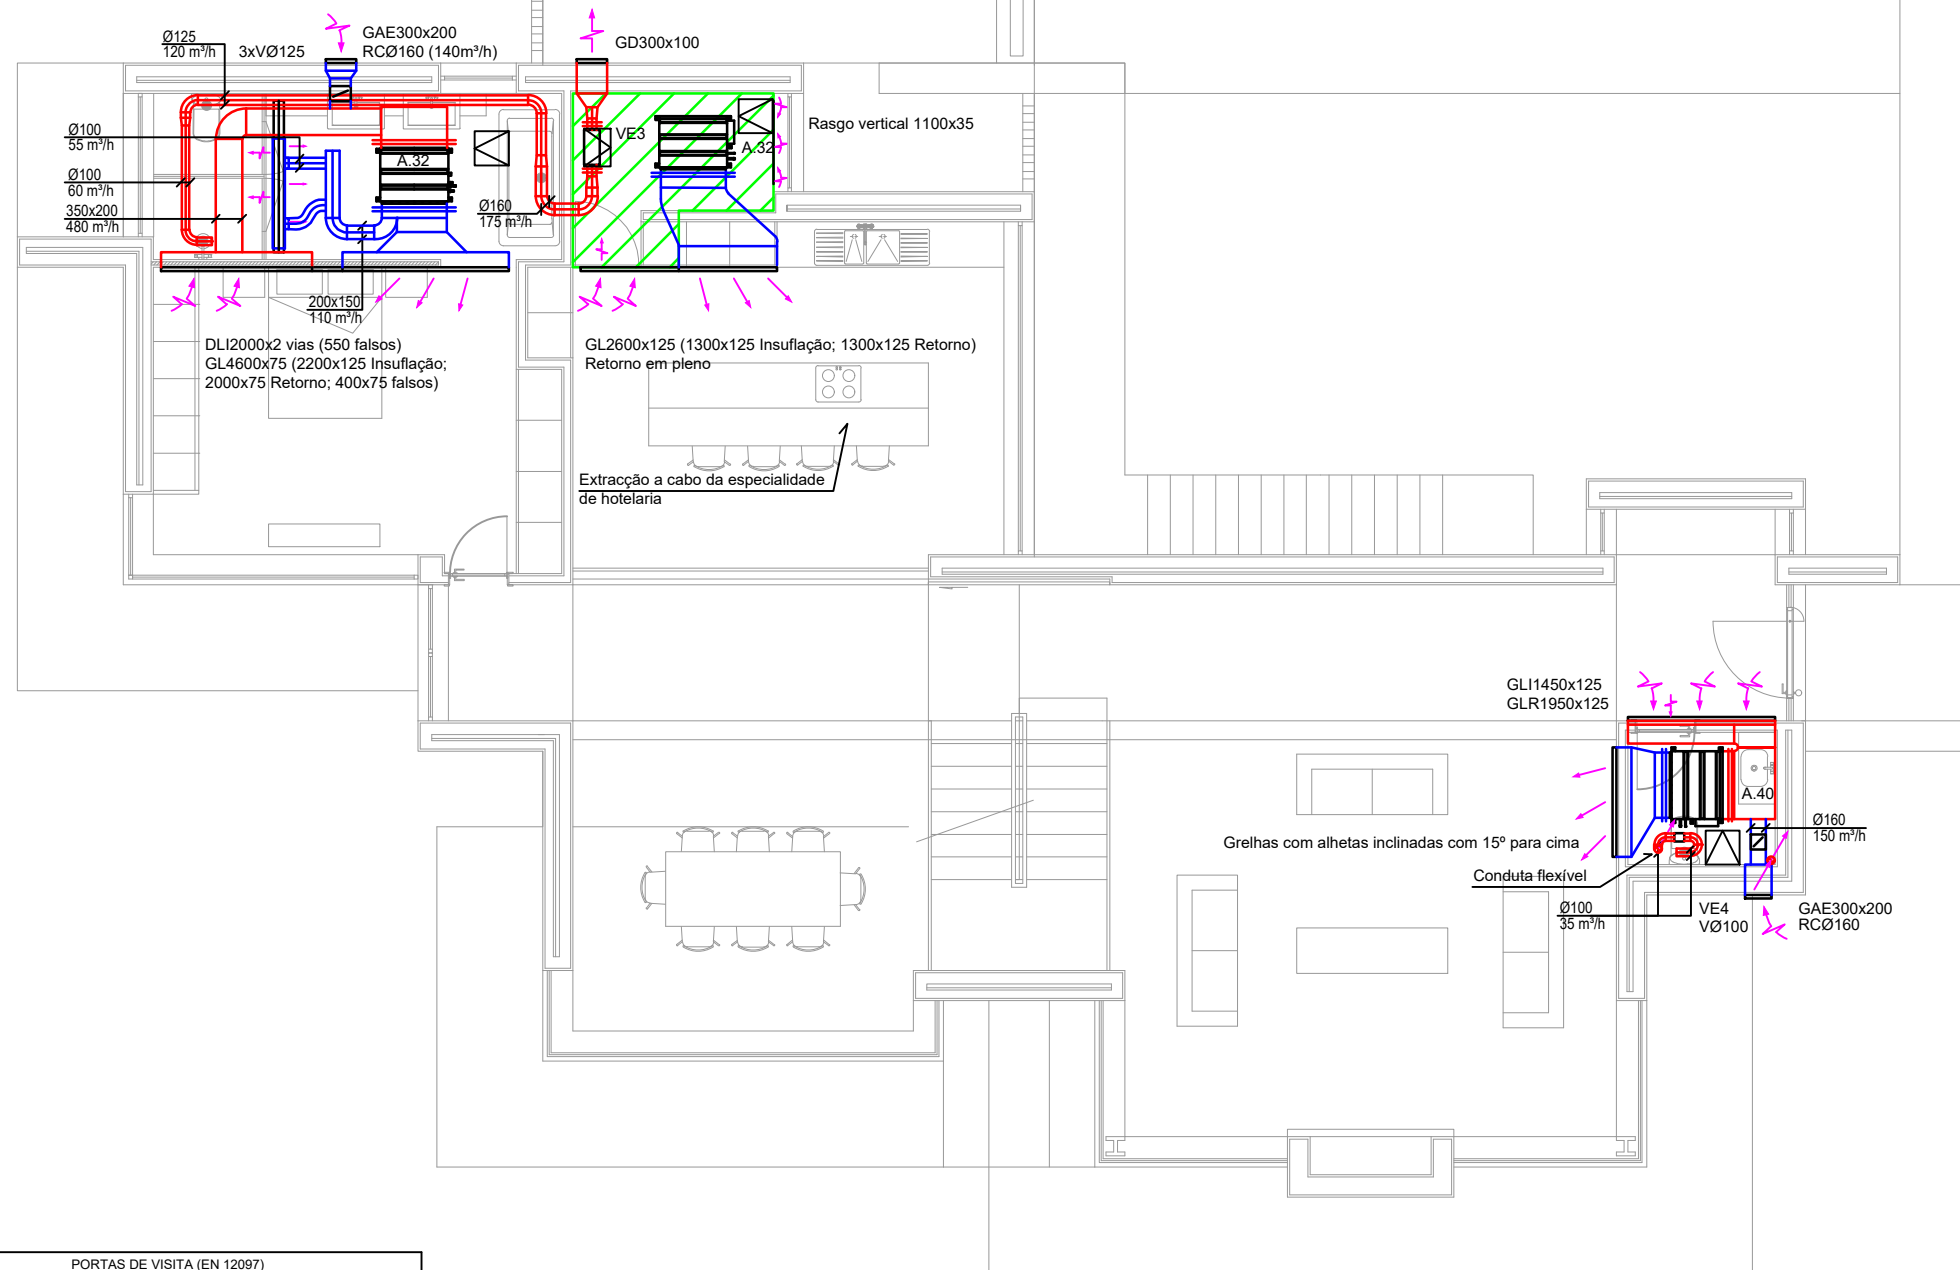 Ø125
120 m³/h
3xVØ125
GAE300x200
RCØ160 (140m³/h)
GD300x100
Ø100
55 m³/h
Ø100
60 m³/h
350x200
480 m³/h
A.32
Ø160
175 m³/h
VE3
A.32
Rasgo vertical 1100x35
200x150
110 m³/h
DLI2000x2 vias (550 falsos)
GL4600x75 (2200x125 Insuflação;
2000x75 Retorno; 400x75 falsos)
GL2600x125 (1300x125 Insuflação; 1300x125 Retorno)
Retorno em pleno
Extracção a cabo da especialidade
de hotelaria
GLI1450x125
GLR1950x125
A.40
Ø160
150 m³/h
Grelhas com alhetas inclinadas com 15º para cima
Conduta flexível
Ø100
35 m³/h
VE4
VØ100
GAE300x200
RCØ160
PORTAS DE VISITA (EN 12097)